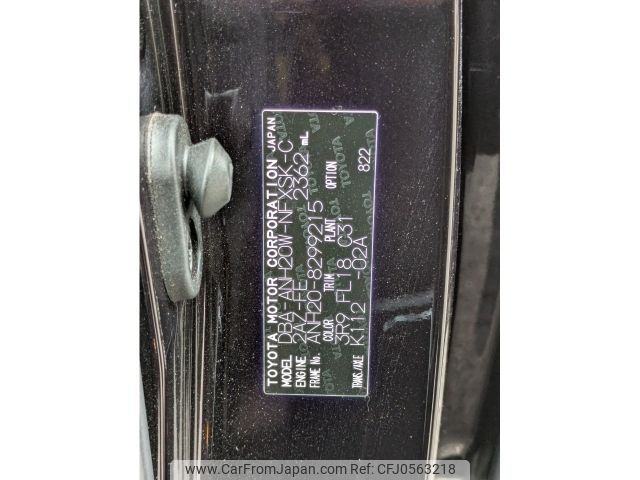 TOYOTA MOTOR CORPORATION JAPAN
MODEL DBA-ANH20W-NFXSK-C
ENGINE 2AZ-FE 2362 mL
FRAME No. ANH20-8299215
COLOR TRIM PLANT OPTION
3R9 FL18 C31 822
TRANS./AXLE K112 -02A
www.CarFromJapan.com CFJ0563218